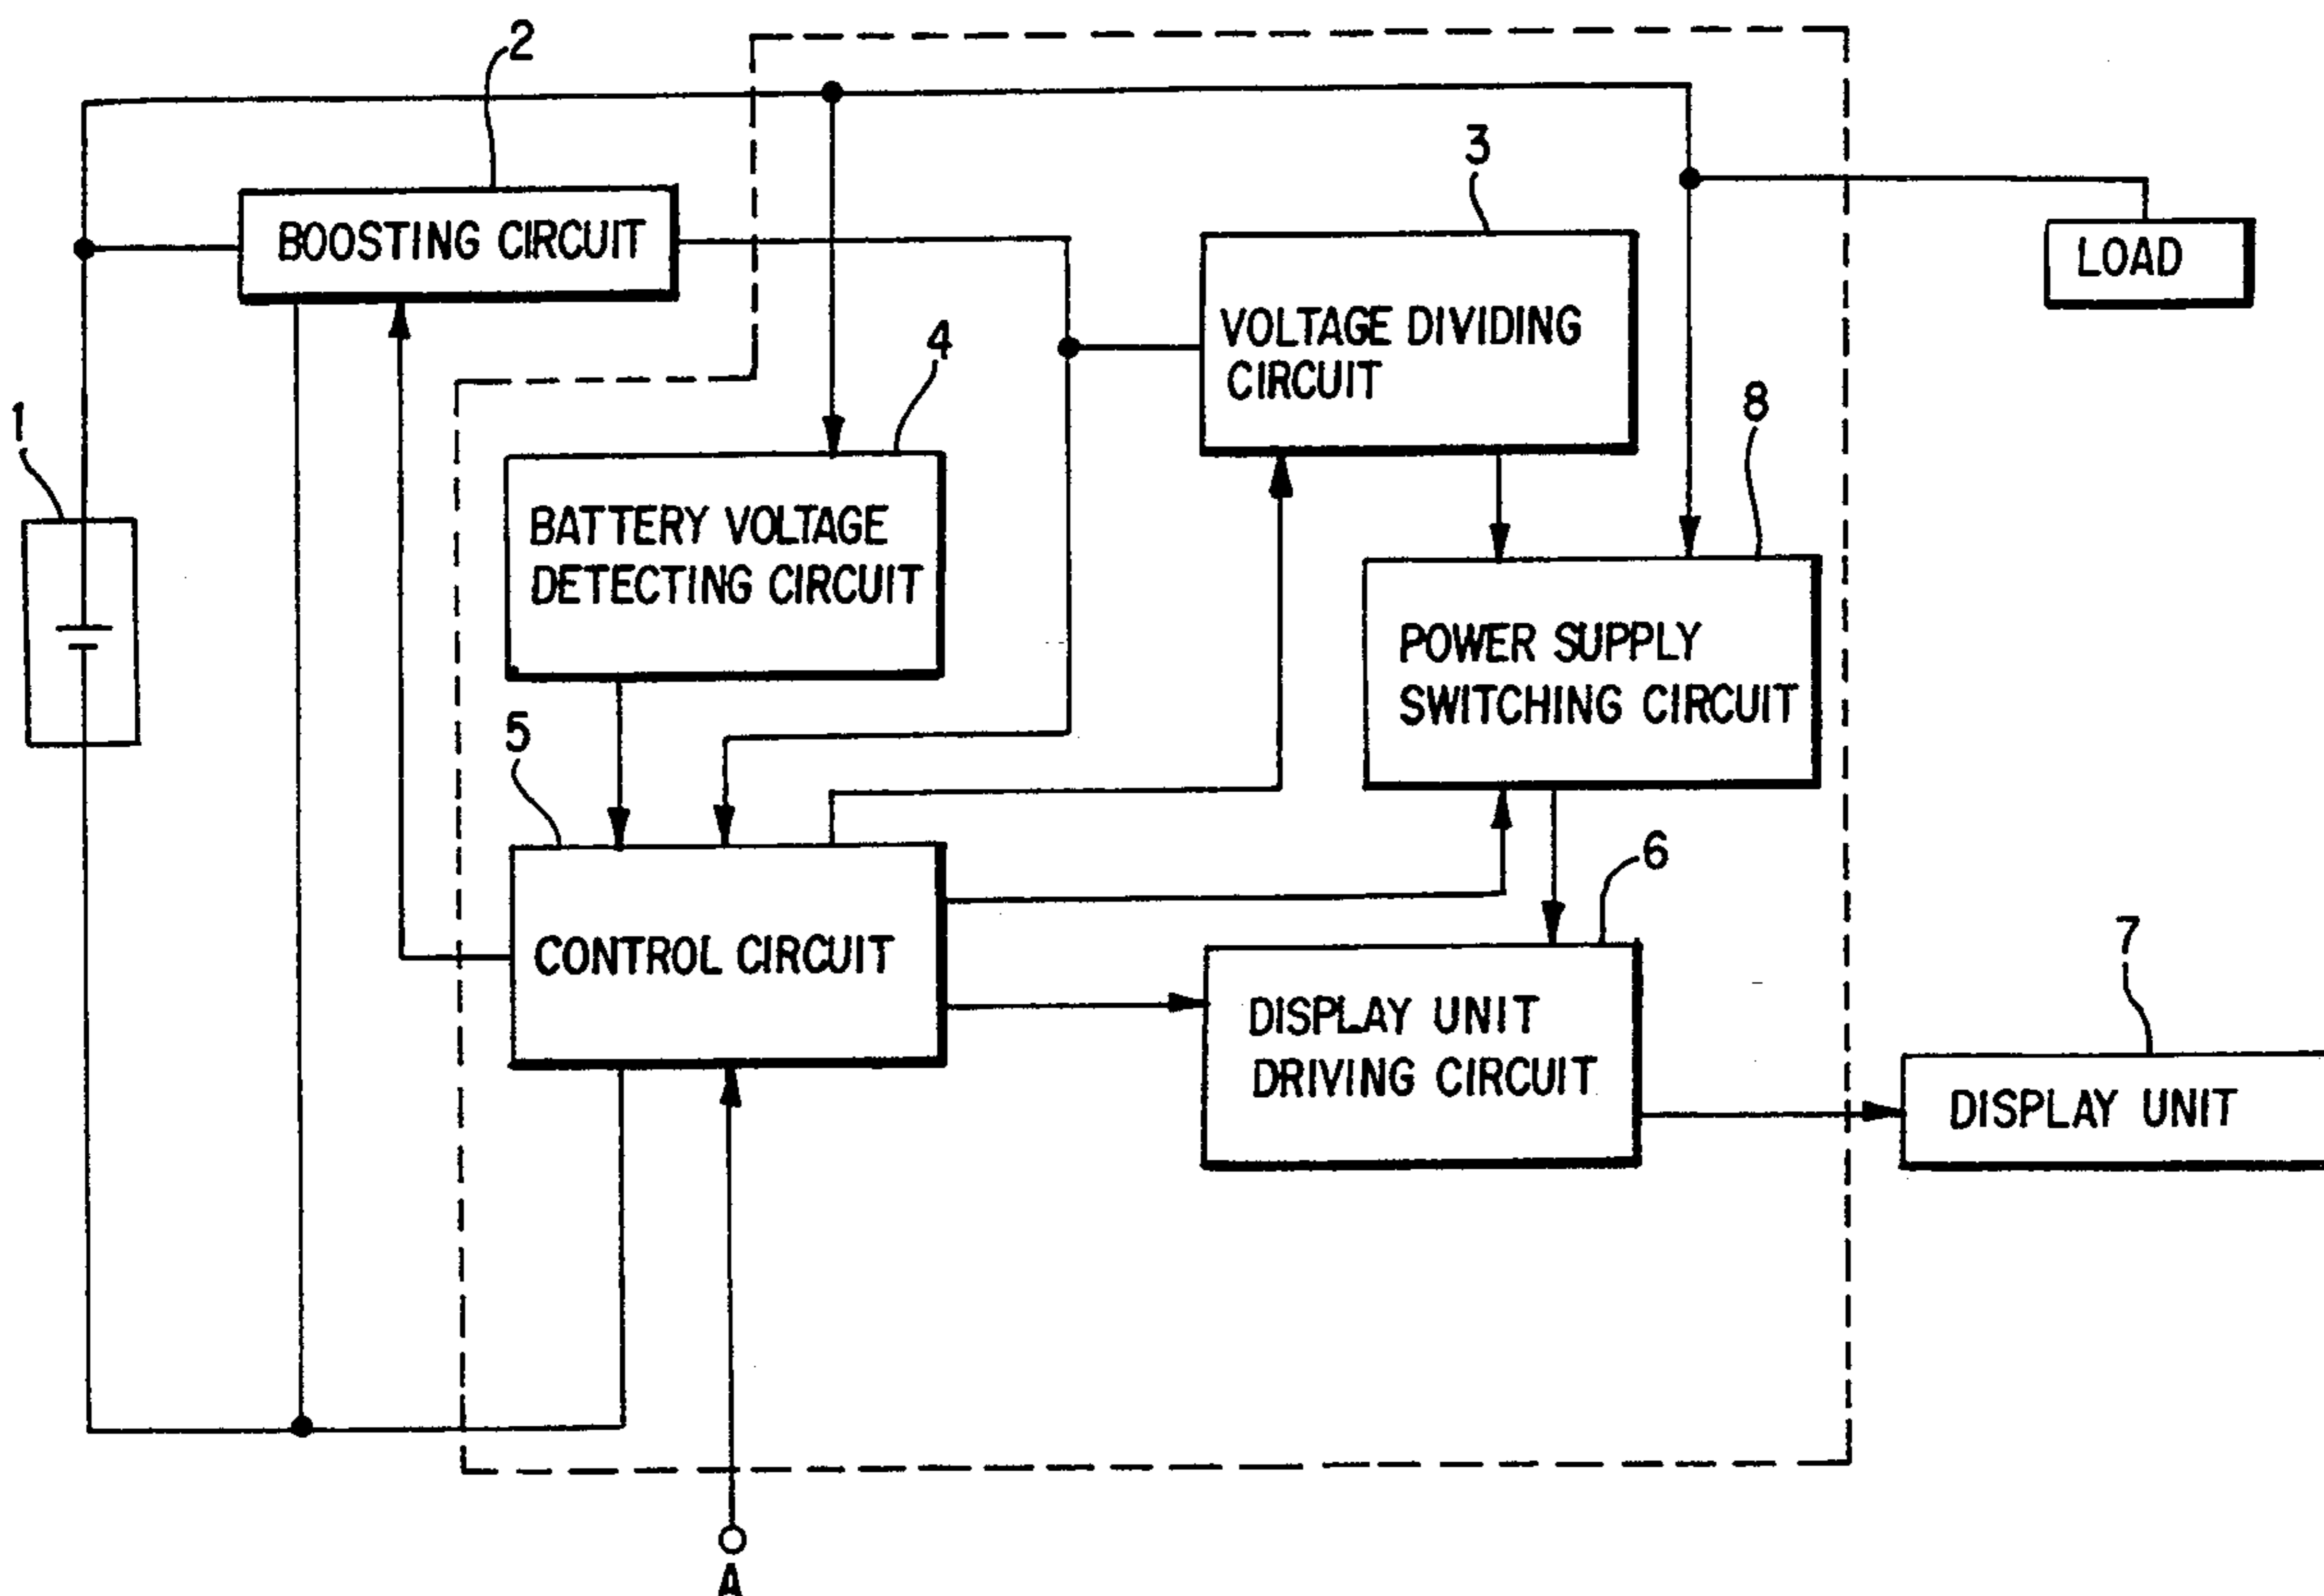 2
BOOSTING CIRCUIT
3
LOAD
VOLTAGE DIVIDING
CIRCUIT
4
8
1
BATTERY VOLTAGE
DETECTING CIRCUIT
POWER SUPPLY
SWITCHING CIRCUIT
5
6
CONTROL CIRCUIT
7
DISPLAY UNIT
DRIVING CIRCUIT
DISPLAY UNIT
A